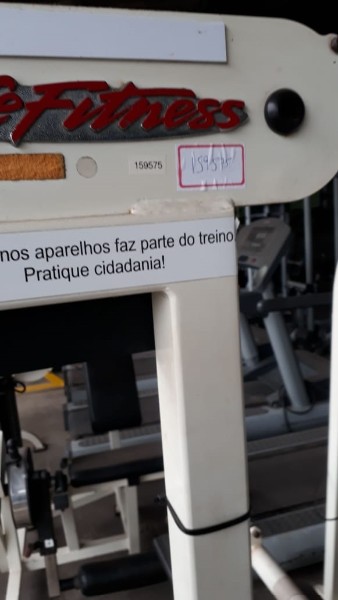 eFitness
159575
159575
nos aparelhos faz parte do treino
Pratique cidadania!